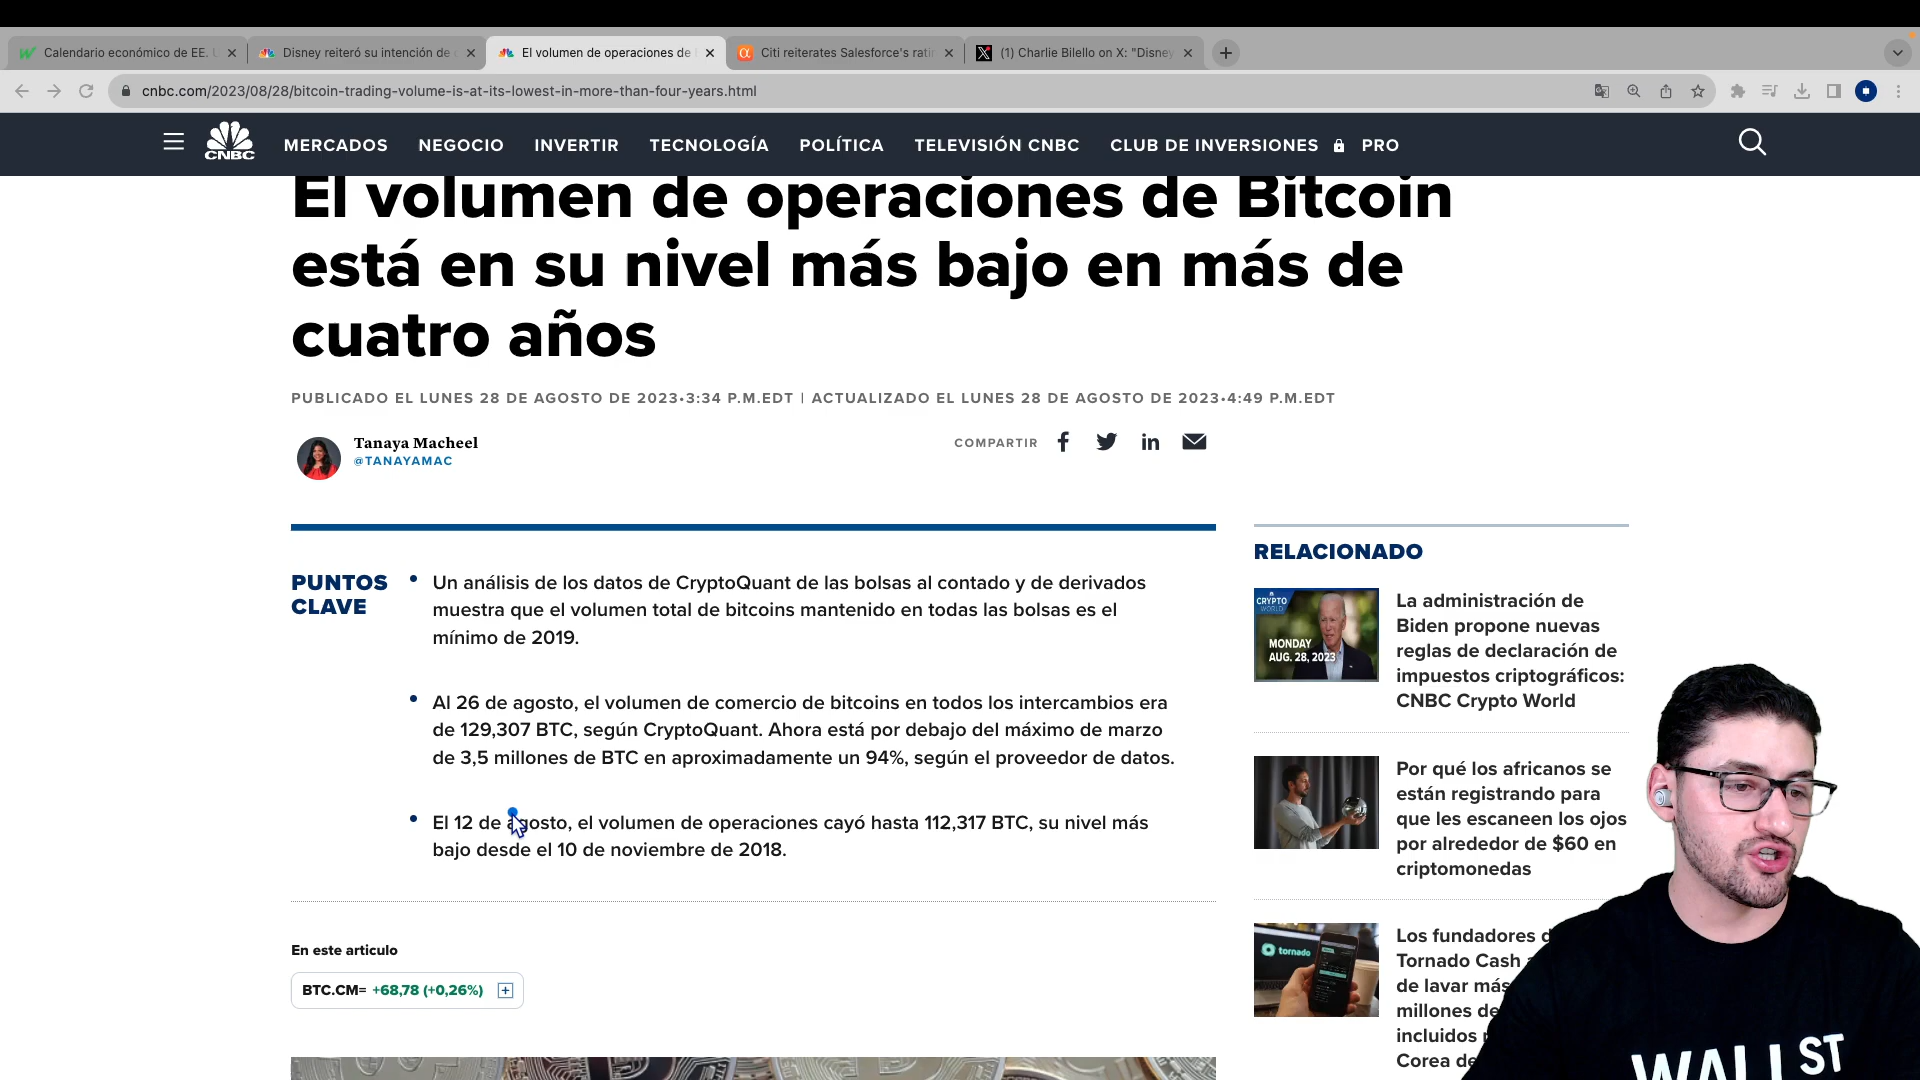 Calendario económico de EE. U
Disney reiteró su intención de
El volumen de operaciones de
Citi reiterates Salesforce's ratin
(1) Charlie Bilello on X: "Disney
cnbc.com/2023/08/28/bitcoin-trading-volume-is-at-its-lowest-in-more-than-four-years.html
CNBC
MERCADOS NEGOCIO INVERTIR TECNOLOGÍA POLÍTICA TELEVISIÓN CNBC CLUB DE INVERSIONES PRO
El volumen de operaciones de Bitcoin
está en su nivel más bajo en más de
cuatro años
PUBLICADO EL LUNES 28 DE AGOSTO DE 2023•3:34 P.M.EDT | ACTUALIZADO EL LUNES 28 DE AGOSTO DE 2023•4:49 P.M.EDT
Tanaya Macheel
@TANAYAMAC
COMPARTIR
PUNTOS
CLAVE
• Un análisis de los datos de CryptoQuant de las bolsas al contado y de derivados
muestra que el volumen total de bitcoins mantenido en todas las bolsas es el
mínimo de 2019.
• Al 26 de agosto, el volumen de comercio de bitcoins en todos los intercambios era
de 129,307 BTC, según CryptoQuant. Ahora está por debajo del máximo de marzo
de 3,5 millones de BTC en aproximadamente un 94%, según el proveedor de datos.
• El 12 de agosto, el volumen de operaciones cayó hasta 112,317 BTC, su nivel más
bajo desde el 10 de noviembre de 2018.
En este articulo
BTC.CM= +68,78 (+0,26%)
RELACIONADO
CRYPTO
WORLD
MONDAY
AUG. 28, 2023
La administración de
Biden propone nuevas
reglas de declaración de
impuestos criptográficos:
CNBC Crypto World
Por qué los africanos se
están registrando para
que les escaneen los ojos
por alrededor de $60 en
criptomonedas
tornado
Los fundadores
Tornado Cash
de lavar más
millones de
incluidos
Corea de
WALL ST